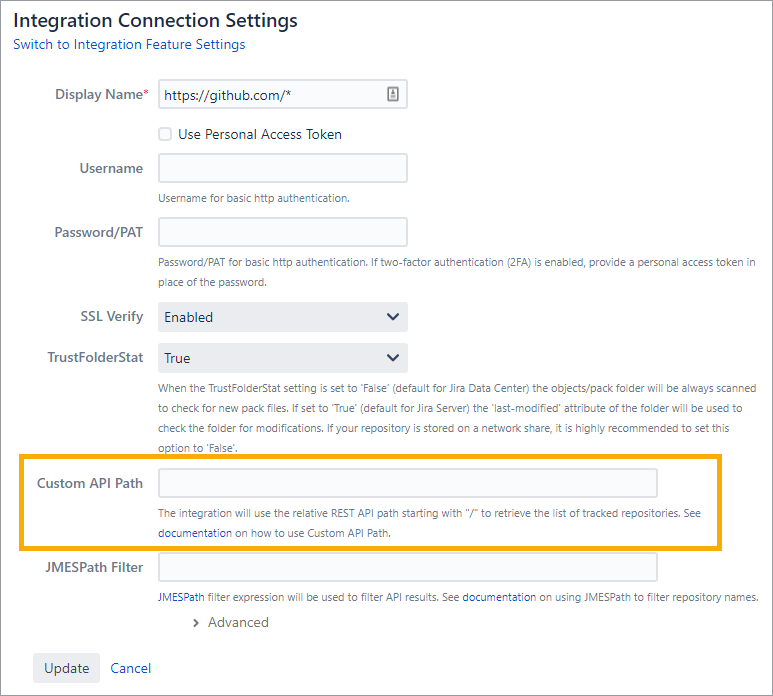 Integration Connection Settings
Switch to Integration Feature Settings
Display Name*
https://github.com/*
Use Personal Access Token
Username
Username for basic http authentication.
Password/PAT
Password/PAT for basic http authentication. If two-factor authentication (2FA) is enabled, provide a personal access token in
place of the password.
SSL Verify
Enabled
TrustFolderStat
True
When the TrustFolderStat setting is set to 'False' (default for Jira Data Center) the objects/pack folder will be always scanned
to check for new pack files. If set to 'True' (default for Jira Server) the 'last-modified' attribute of the folder will be used to
check the folder for modifications. If your repository is stored on a network share, it is highly recommended to set this
option to 'False'.
Custom API Path
The integration will use the relative REST API path starting with "/" to retrieve the list of tracked repositories. See
documentation on how to use Custom API Path.
JMESPath Filter
JMESPath filter expression will be used to filter API results. See documentation on using JMESPath to filter repository names.
Advanced
Update Cancel